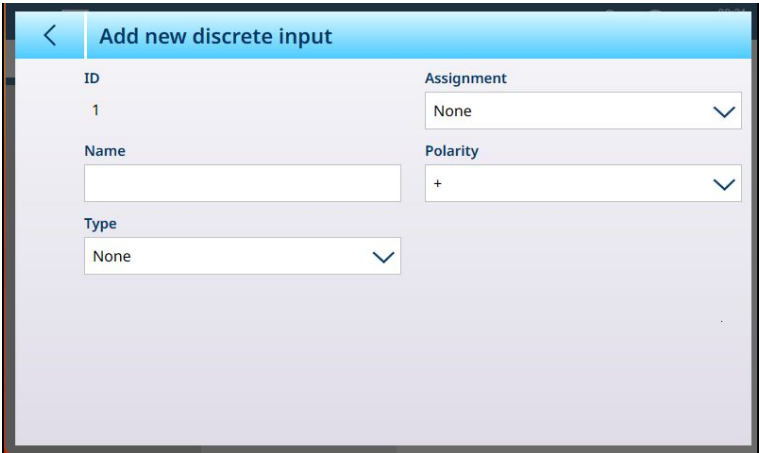 Add new discrete input
ID
1
Name
Type
None
Assignment
None
Polarity
+